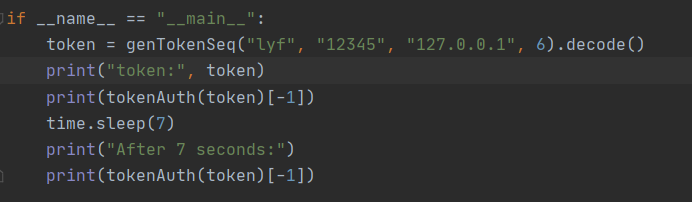 if __name__ == "__main__":
    token = genTokenSeq("lyf", "12345", "127.0.0.1", 6).decode()
    print("token:", token)
    print(tokenAuth(token)[-1])
    time.sleep(7)
    print("After 7 seconds:")
    print(tokenAuth(token)[-1])